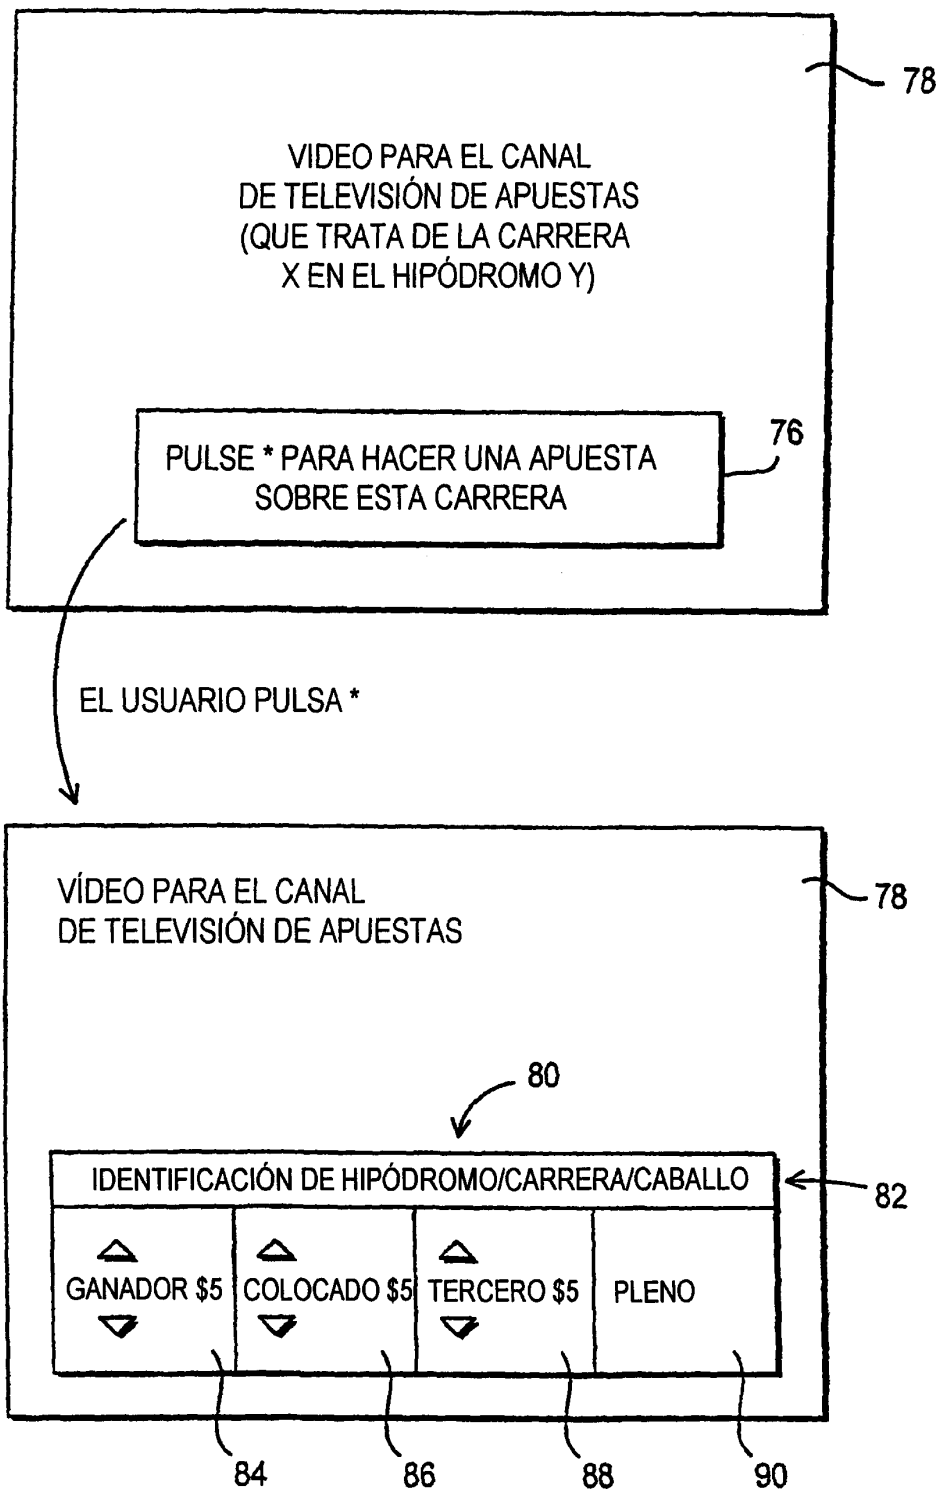 78
VIDEO PARA EL CANAL
DE TELEVISIÓN DE APUESTAS
(QUE TRATA DE LA CARRERA
X EN EL HIPÓDROMO Y)
76
PULSE * PARA HACER UNA APUESTA
SOBRE ESTA CARRERA
EL USUARIO PULSA *
VÍDEO PARA EL CANAL
DE TELEVISIÓN DE APUESTAS
78
80
IDENTIFICACIÓN DE HIPÓDROMO/CARRERA/CABALLO
82
GANADOR $5 COLOCADO $5 TERCERO $5 PLENO
84 86 88 90